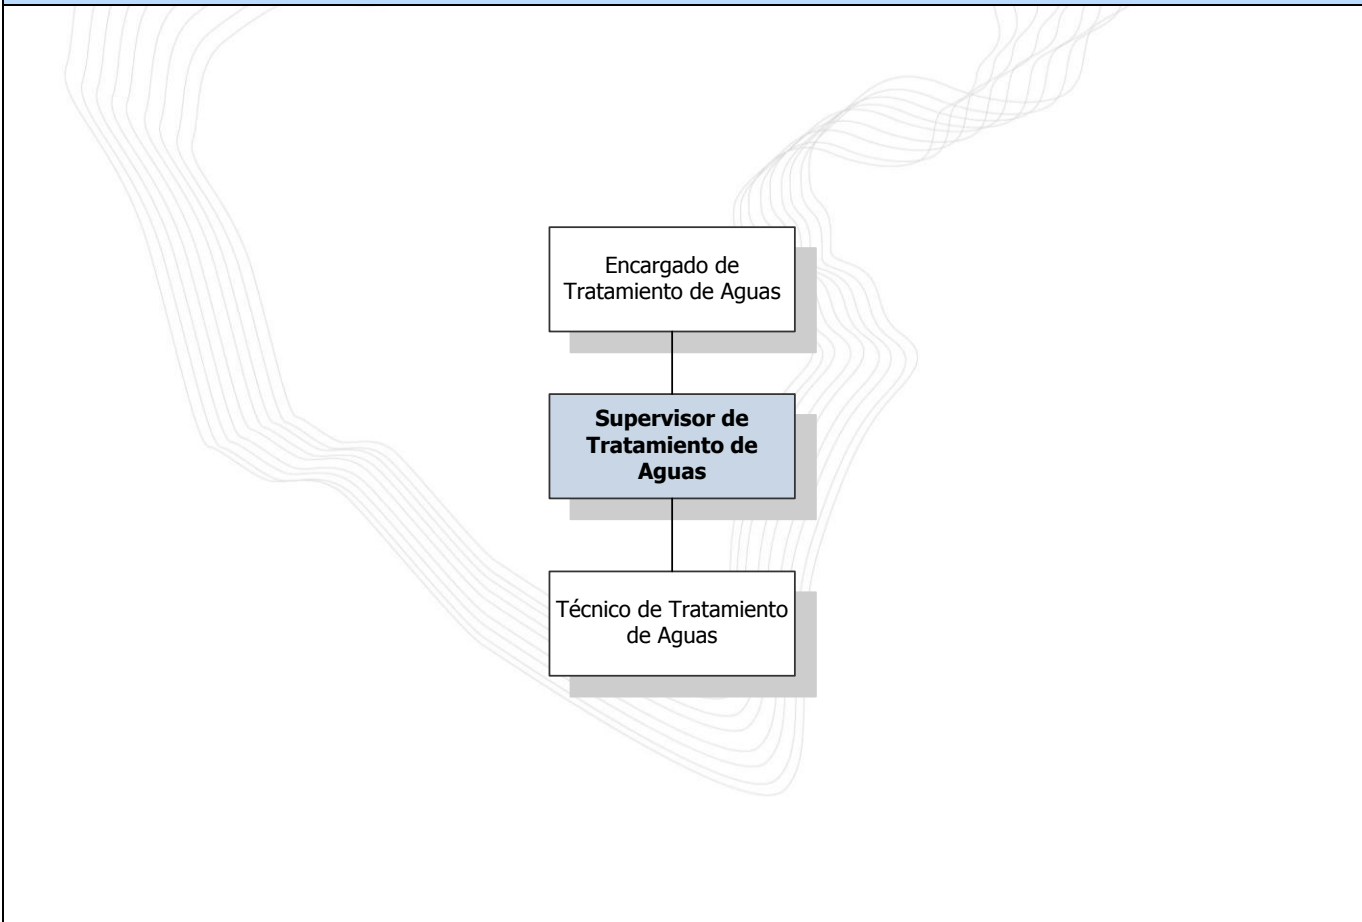 Encargado de
Tratamiento de Aguas
Supervisor de
Tratamiento de
Aguas
Técnico de Tratamiento
de Aguas